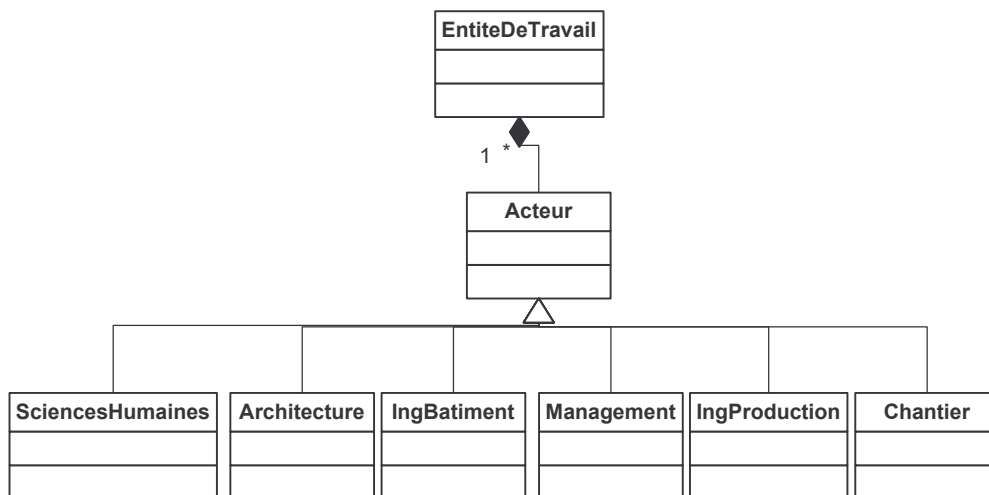 EntiteDeTravail
1 *
Acteur
SciencesHumaines Architecture IngBatiment Management IngProduction Chantier